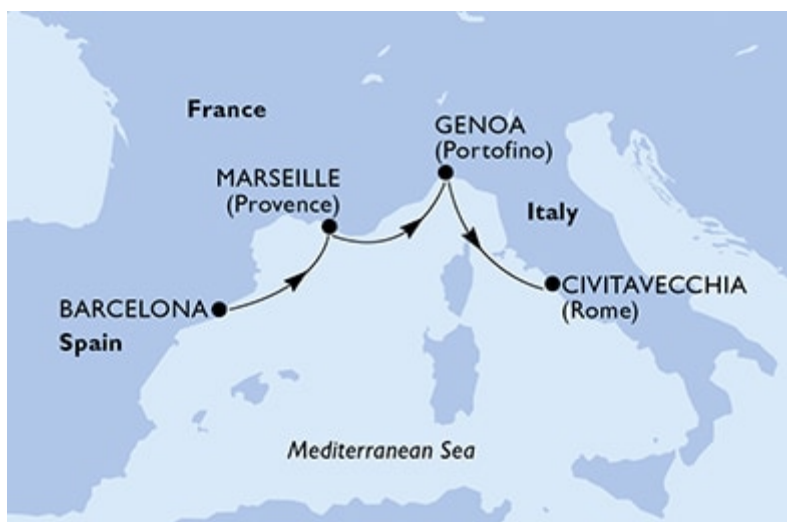 France
GENOA
(Portofino)
MARSEILLE
(Provence)
Italy
BARCELONA
Spain
CIVITAVECCHIA
(Rome)
Mediterranean Sea